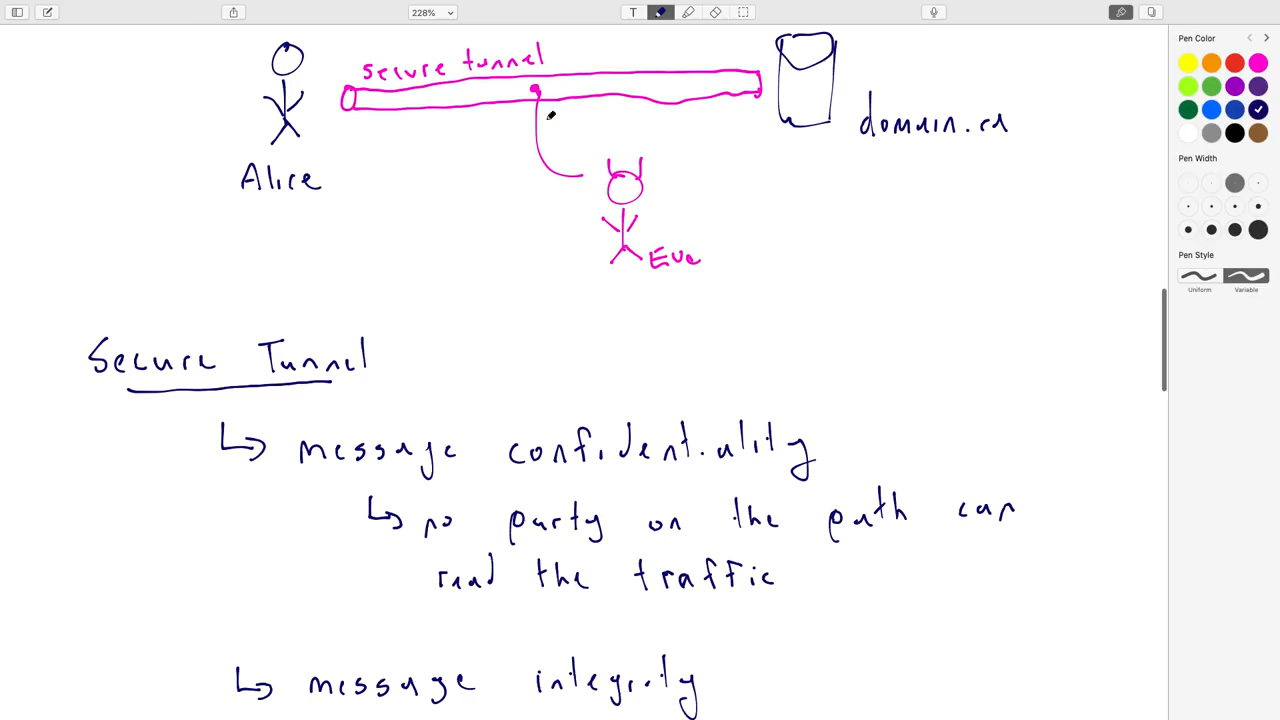 228%
T
Pen Color
secure tunnel
domain.ca
Alice
Pen Width
Eve
Pen Style
Uniform
Variable
Secure Tunnel
↳ message confidentiality
↳ no party on the path can
read the traffic
↳ message integrity